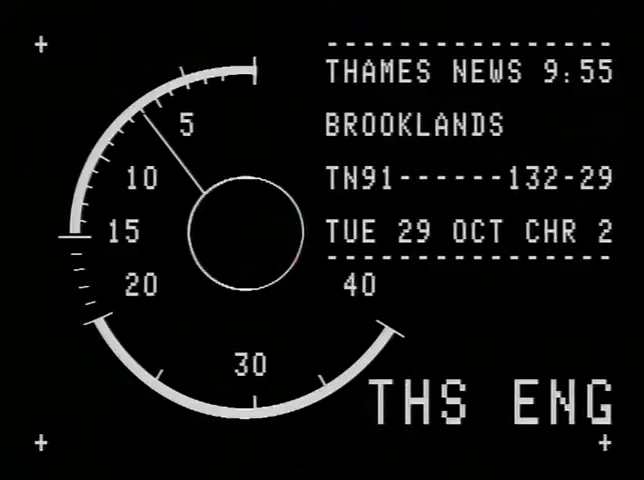 THAMES NEWS 9:55
BROOKLANDS
TN91------132-29
TUE 29 OCT CHR 2
5
10
15
20
30
40
THS ENG